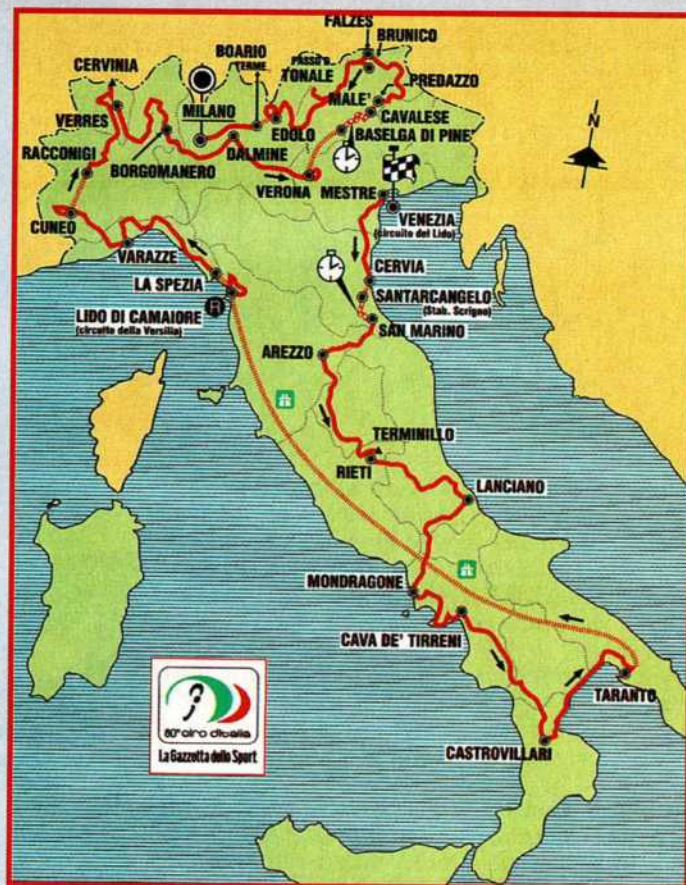 FALZES
BRUNICO
BOARIO
TERME
PASSO D.
TONALE
CERVINIA
PREDAZZO
MALE'
MILANO
CAVALESE
VERRES
EDOLO
BASELGA DI PINE'
DALMINE
RACCONIGI
BORGOMANERO
VERONA
MESTRE
N
VENEZIA
(circuito del Lido)
CUNEO
VARAZZE
CERVIA
LA SPEZIA
SANTARCANGELO
(Stab. Scrigno)
R
LIDO DI CAMAIORE
(circuito della Versilia)
SAN MARINO
AREZZO
TERMINILLO
RIETI
LANCIANO
MONDRAGONE
CAVA DE' TIRRENI
TARANTO
CASTROVILLARI
80° giro d'italia
La Gazzetta dello Sport